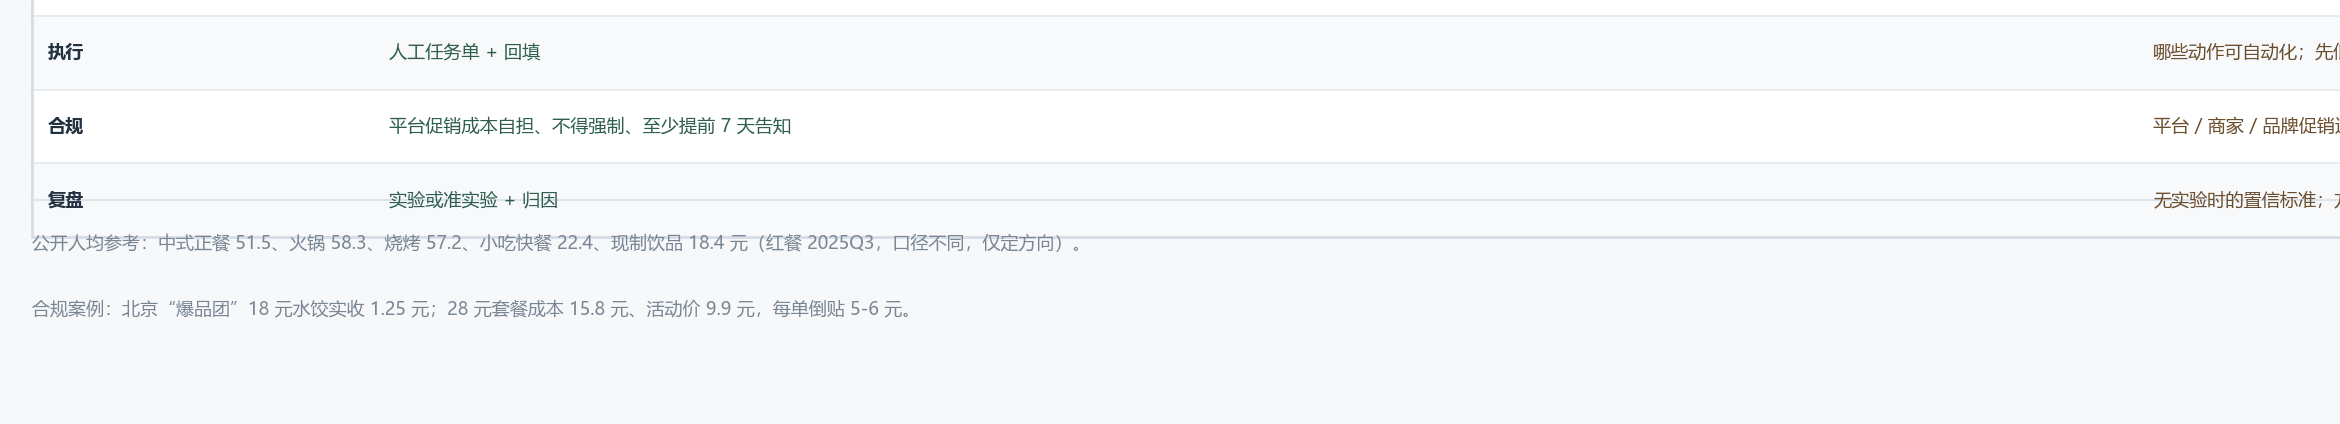 执行 人工任务单 + 回填 哪些动作可自动化；先
合规 平台促销成本自担、不得强制、至少提前 7 天告知 平台 / 商家 / 品牌促销
复盘 实验或准实验 + 归因 无实验时的置信标准；
公开人均参考：中式正餐 51.5、火锅 58.3、烧烤 57.2、小吃快餐 22.4、现制饮品 18.4 元（红餐 2025Q3，口径不同，仅定方向）。
合规案例：北京“爆品团”18 元水饺实收 1.25 元；28 元套餐成本 15.8 元、活动价 9.9 元，每单倒贴 5-6 元。